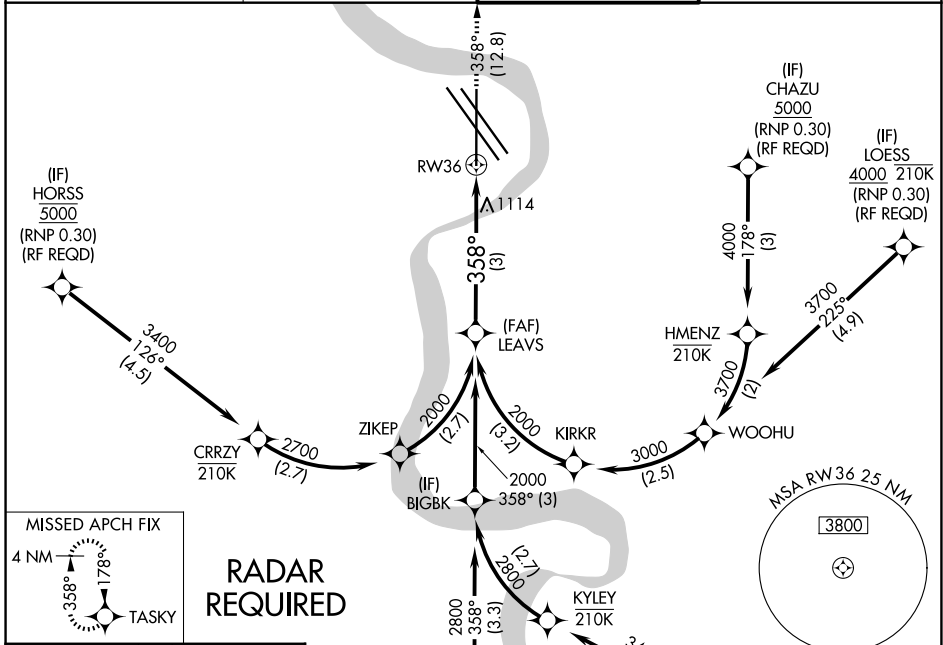 358°
(12.8)
(IF)
CHAZU
5000
(RNP 0.30)
(RF REQD)
(IF)
LOESS
4000 210K
(RNP 0.30)
(RF REQD)
RW36
1114
(IF)
HORSS
5000
(RNP 0.30)
(RF REQD)
358°
(3)
4000
178°
(3)
3700
225°
(4.9)
(FAF)
LEAVS
HMENZ
210K
3400
126°
(4.5)
3700
(2)
2000
(2.7)
2000
(3.2)
ZIKEP
KIRKR
WOOHU
CRRZY
210K
2700
(2.7)
3000
(2.5)
(IF)
BIGBK
2000
358° (3)
MSA RW36 25 NM
3800
MISSED APCH FIX
4 NM
358°
178°
TASKY
RADAR
REQUIRED
(2.7)
2800
KYLEY
210K
2800
358°
(3.3)